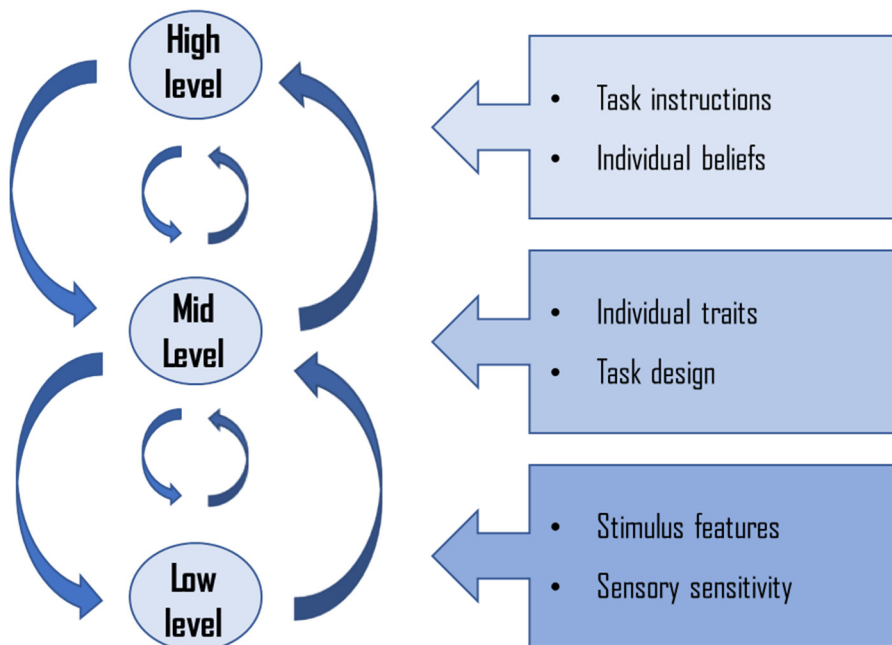 High
level
• Task instructions
• Individual beliefs
Mid
Level
• Individual traits
• Task design
Low
level
• Stimulus features
• Sensory sensitivity